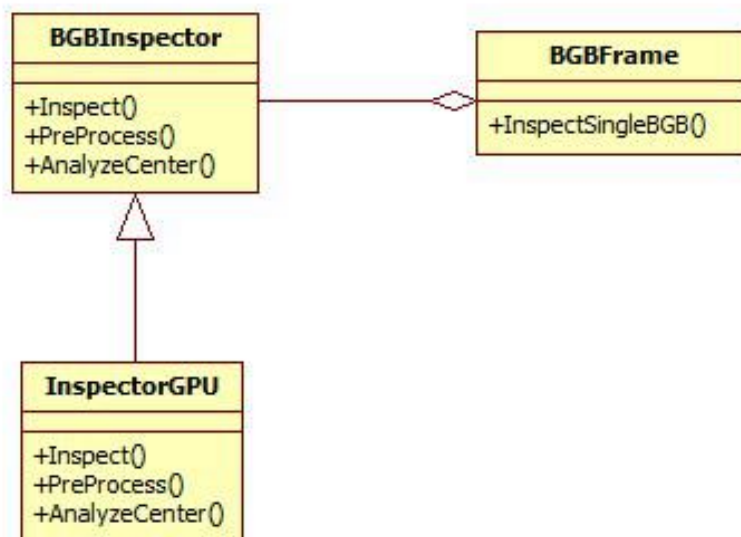 BGBInspector
+Inspect()
+PreProcess()
+AnalyzeCenter()
BGBFrame
+InspectSingleBGB()
InspectorGPU
+Inspect()
+PreProcess()
+AnalyzeCenter()